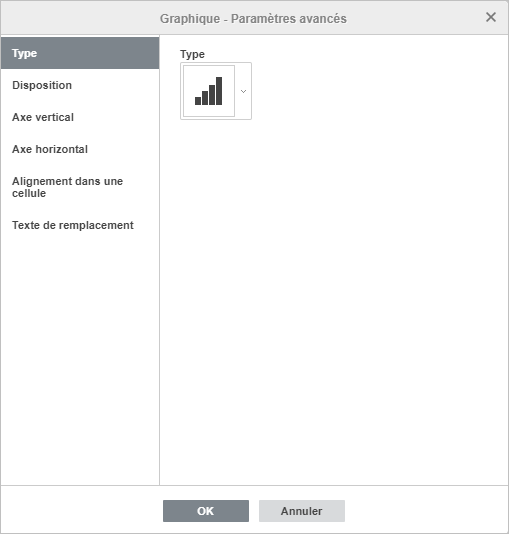 Graphique - Paramètres avancés
Type
Disposition
Axe vertical
Axe horizontal
Alignement dans une
cellule
Texte de remplacement
Type
OK
Annuler